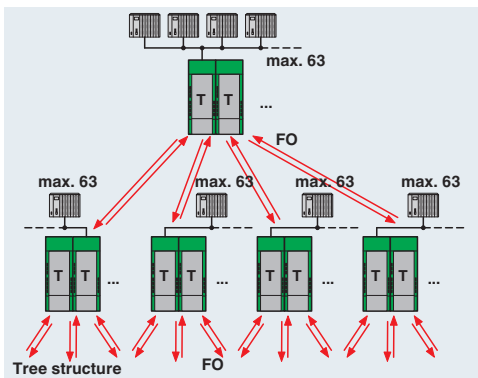 max. 63
T T ...
FO
max. 63 max. 63 max. 63 max. 63
T T ... T T ... T T ... T T ...
Tree structure FO